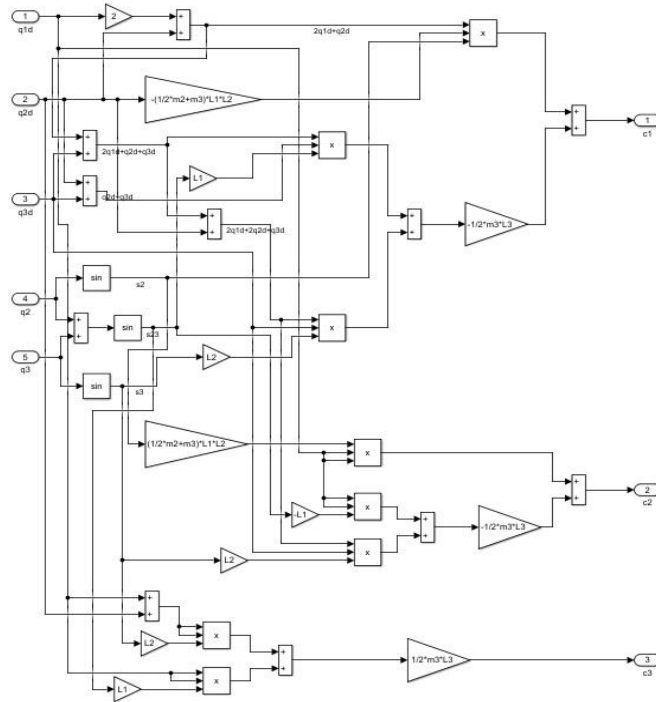 1
q1d
2
2q1d+q2d
x
2
q2d
-(1/2*m2+m3)*L1*L2
+
+
1
c1
+
+
2q1d+q2d+q3d
x
L1
q2d+q3d
3
q3d
+
+
2q1d+2q2d+q3d
+
+
-1/2*m3*L3
4
q2
sin
s2
+
+
sin
s23
x
5
q3
L2
sin
s3
(1/2*m2+m3)*L1*L2
x
+
+
2
c2
-L1
x
+
+
-1/2*m3*L3
L2
x
+
+
L2
x
+
+
1/2*m3*L3
3
c3
L1
x